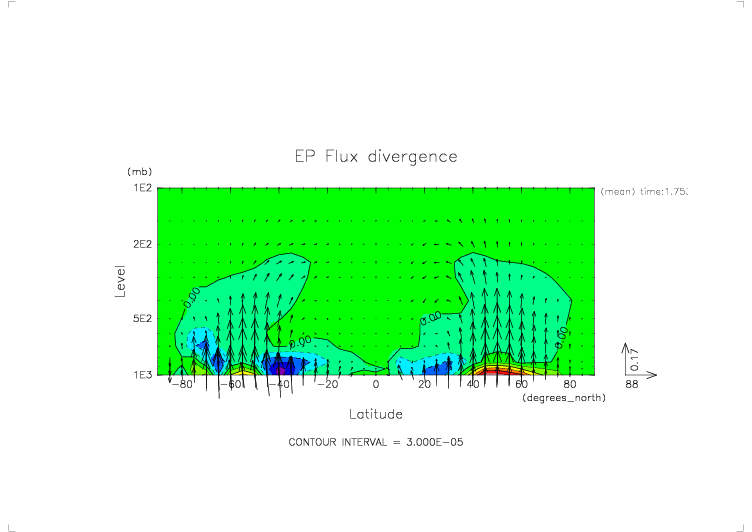 EP Flux divergence
(mb)
1E2
(mean) time:1.753
2E2
Level
0.00
5E2
0.00
0.00
0.00
1E3
−80 −60 −40 −20 0 20 40 60 80
0.17
88
(degrees_north)
Latitude
CONTOUR INTERVAL = 3.000E−05